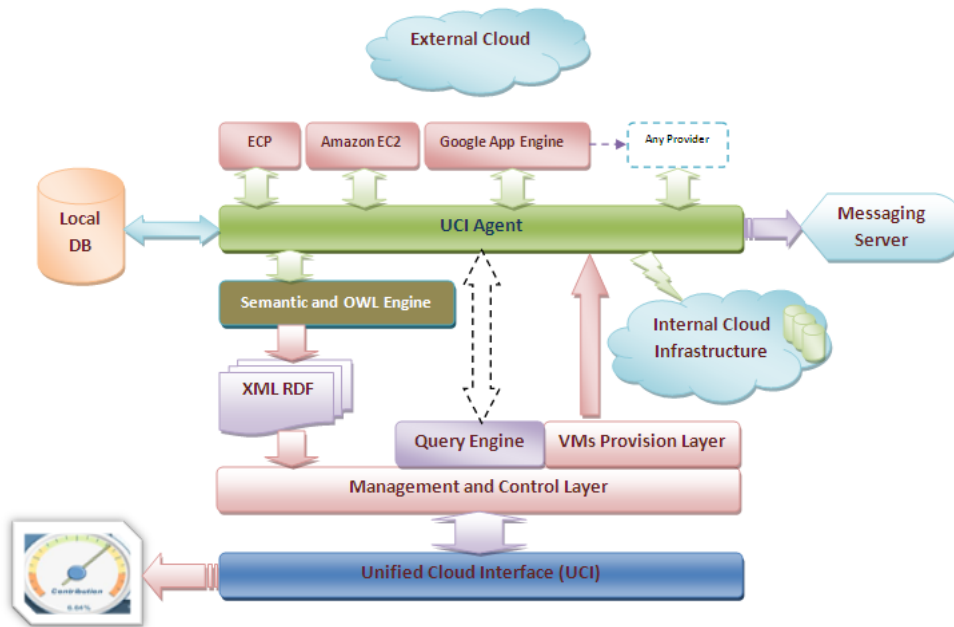 External Cloud
ECP
Amazon EC2
Google App Engine
Any Provider
Local
DB
UCI Agent
Messaging
Server
Semantic and OWL Engine
Internal Cloud
Infrastructure
XML RDF
Query Engine
VMs Provision Layer
Management and Control Layer
Unified Cloud Interface (UCI)
Contribution
6.04%